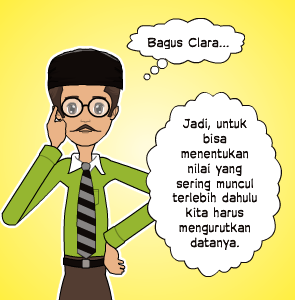 Bagus Clara...
Jadi, untuk
bisa
menentukan
nilai yang
sering muncul
terlebih dahulu
kita harus
mengurutkan
datanya.